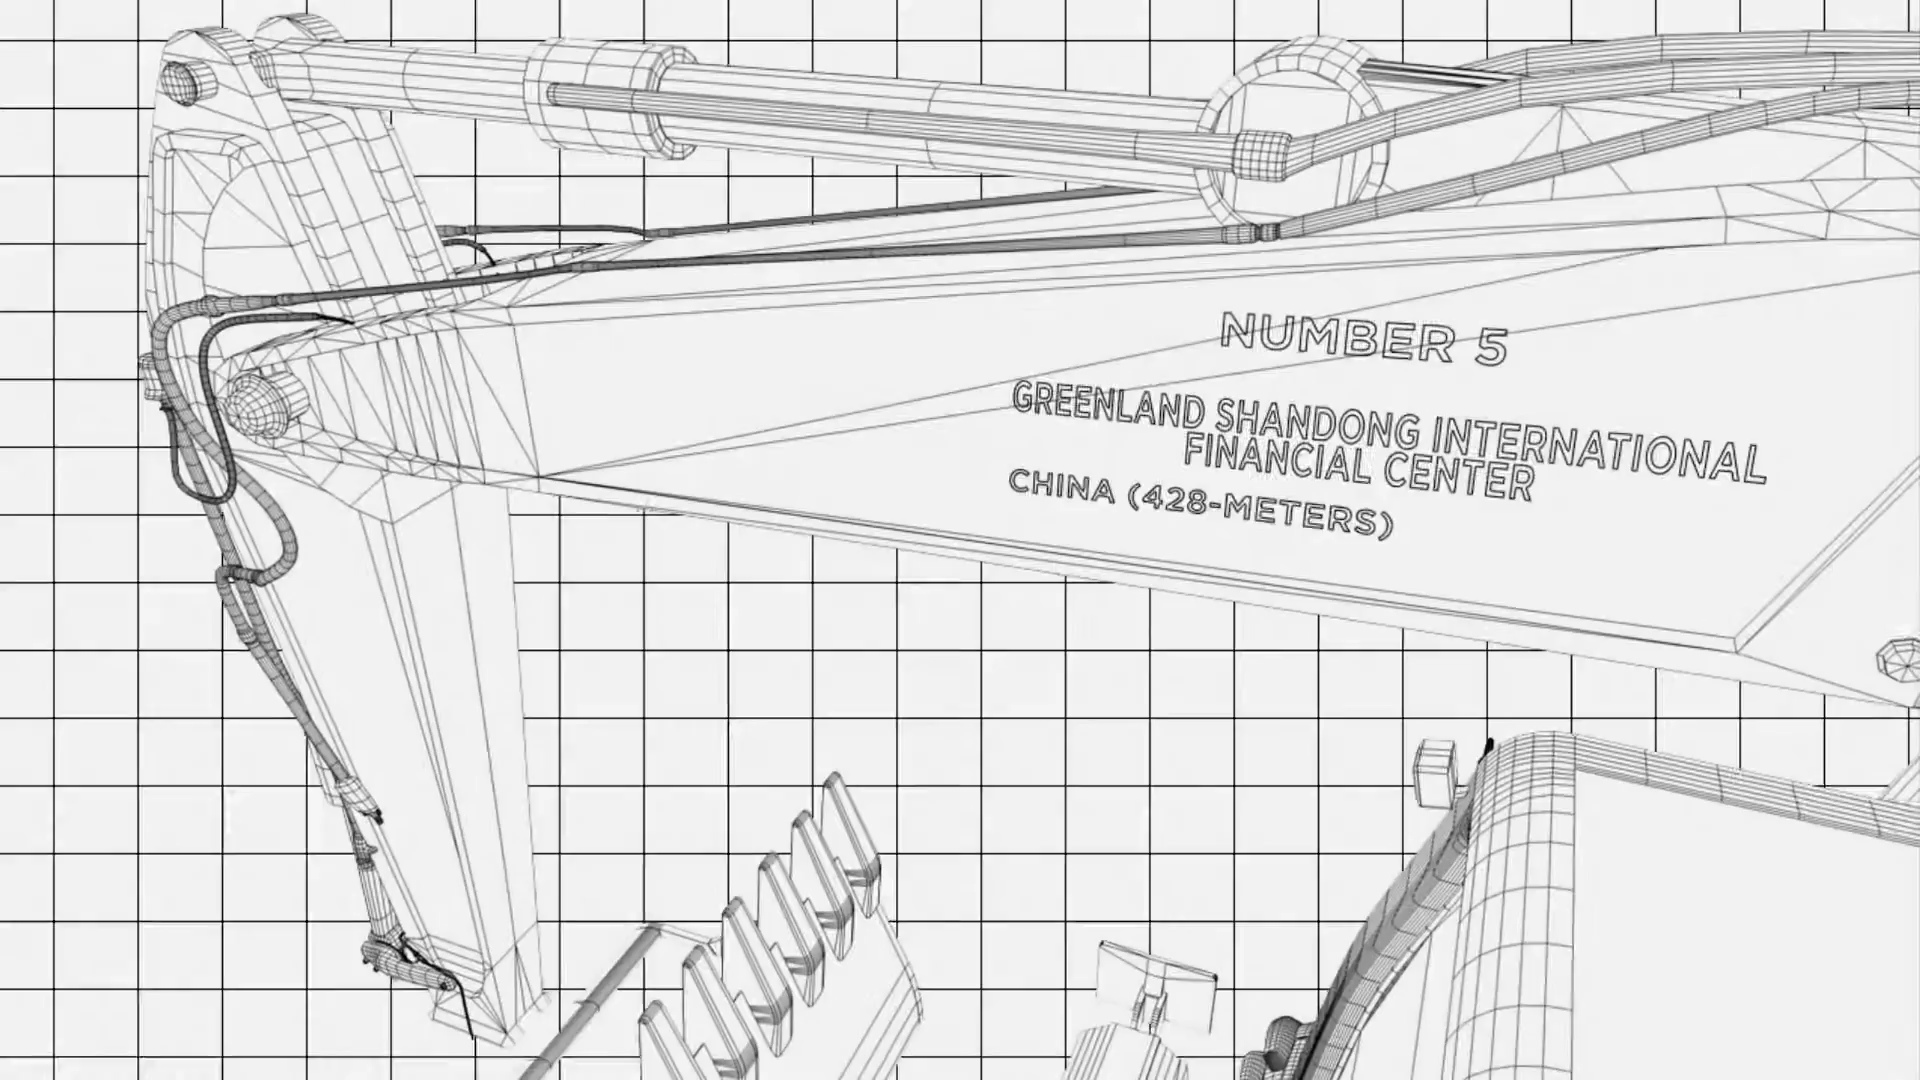 NUMBER 5
GREENLAND SHANDONG INTERNATIONAL
FINANCIAL CENTER
CHINA (428-METERS)